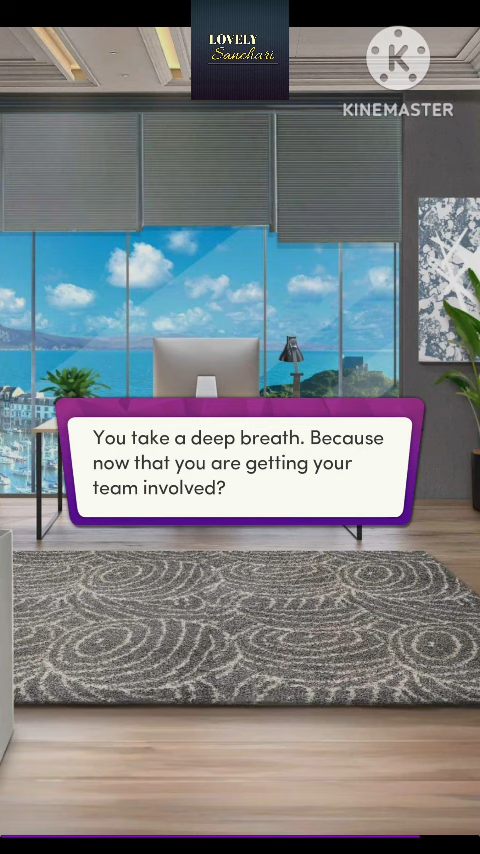 LOVELY
Sanchari
K
KINEMASTER
You take a deep breath. Because
now that you are getting your
team involved?